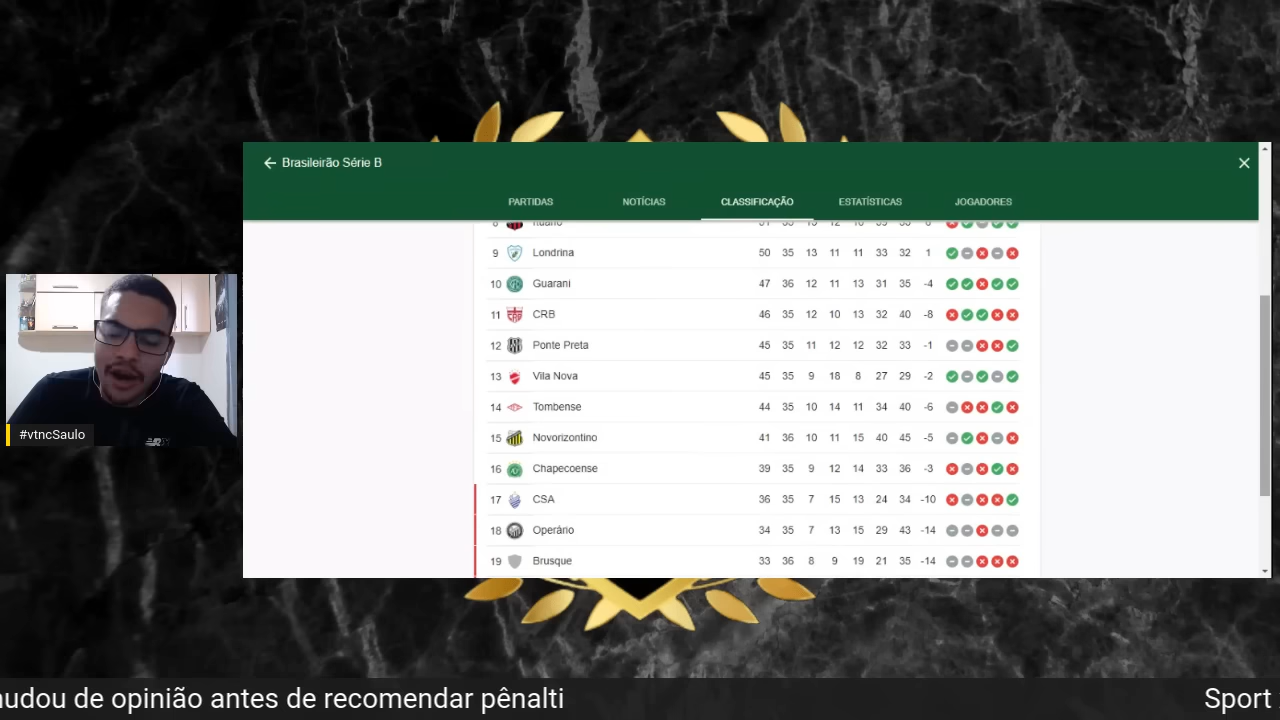 Brasileirão Série B
PARTIDAS NOTÍCIAS CLASSIFICAÇÃO ESTATÍSTICAS JOGADORES
9 Londrina 50 35 13 11 11 33 32 1
10 Guarani 47 36 12 11 13 31 35 -4
11 CRB 46 35 12 10 13 32 40 -8
12 Ponte Preta 45 35 11 12 12 32 33 -1
13 Vila Nova 45 35 9 18 8 27 29 -2
14 Tombense 44 35 10 14 11 34 40 -6
15 Novorizontino 41 36 10 11 15 40 45 -5
16 Chapecoense 39 35 9 12 14 33 36 -3
17 CSA 36 35 7 15 13 24 34 -10
18 Operário 34 35 7 13 15 29 43 -14
19 Brusque 33 36 8 9 19 21 35 -14
#vtncSaulo
mudou de opinião antes de recomendar pênalti Sport